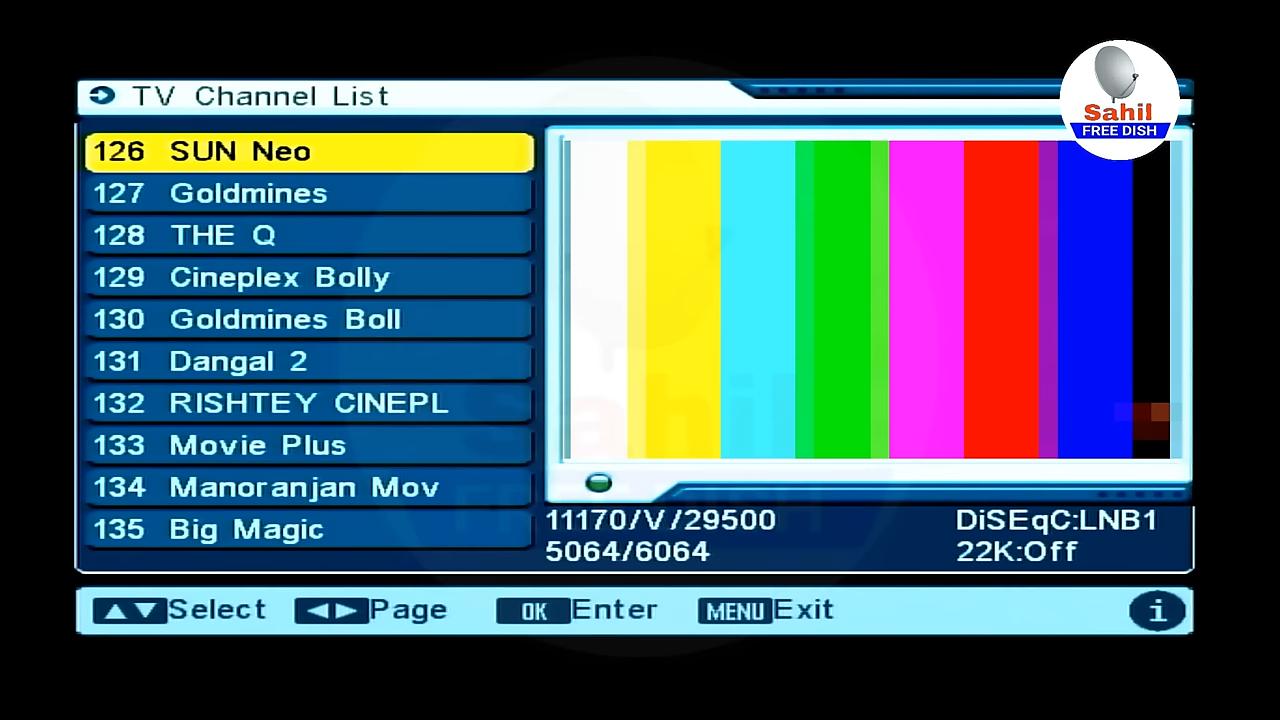 TV Channel List
Sahil
FREE DISH
126 SUN Neo
127 Goldmines
128 THE Q
129 Cineplex Bolly
130 Goldmines Boll
131 Dangal 2
132 RISHTEY CINEPL
133 Movie Plus
134 Manoranjan Mov
135 Big Magic
11170/V/29500 DiSEqC:LNB1
5064/6064 22K:Off
Select Page OK Enter MENU Exit i